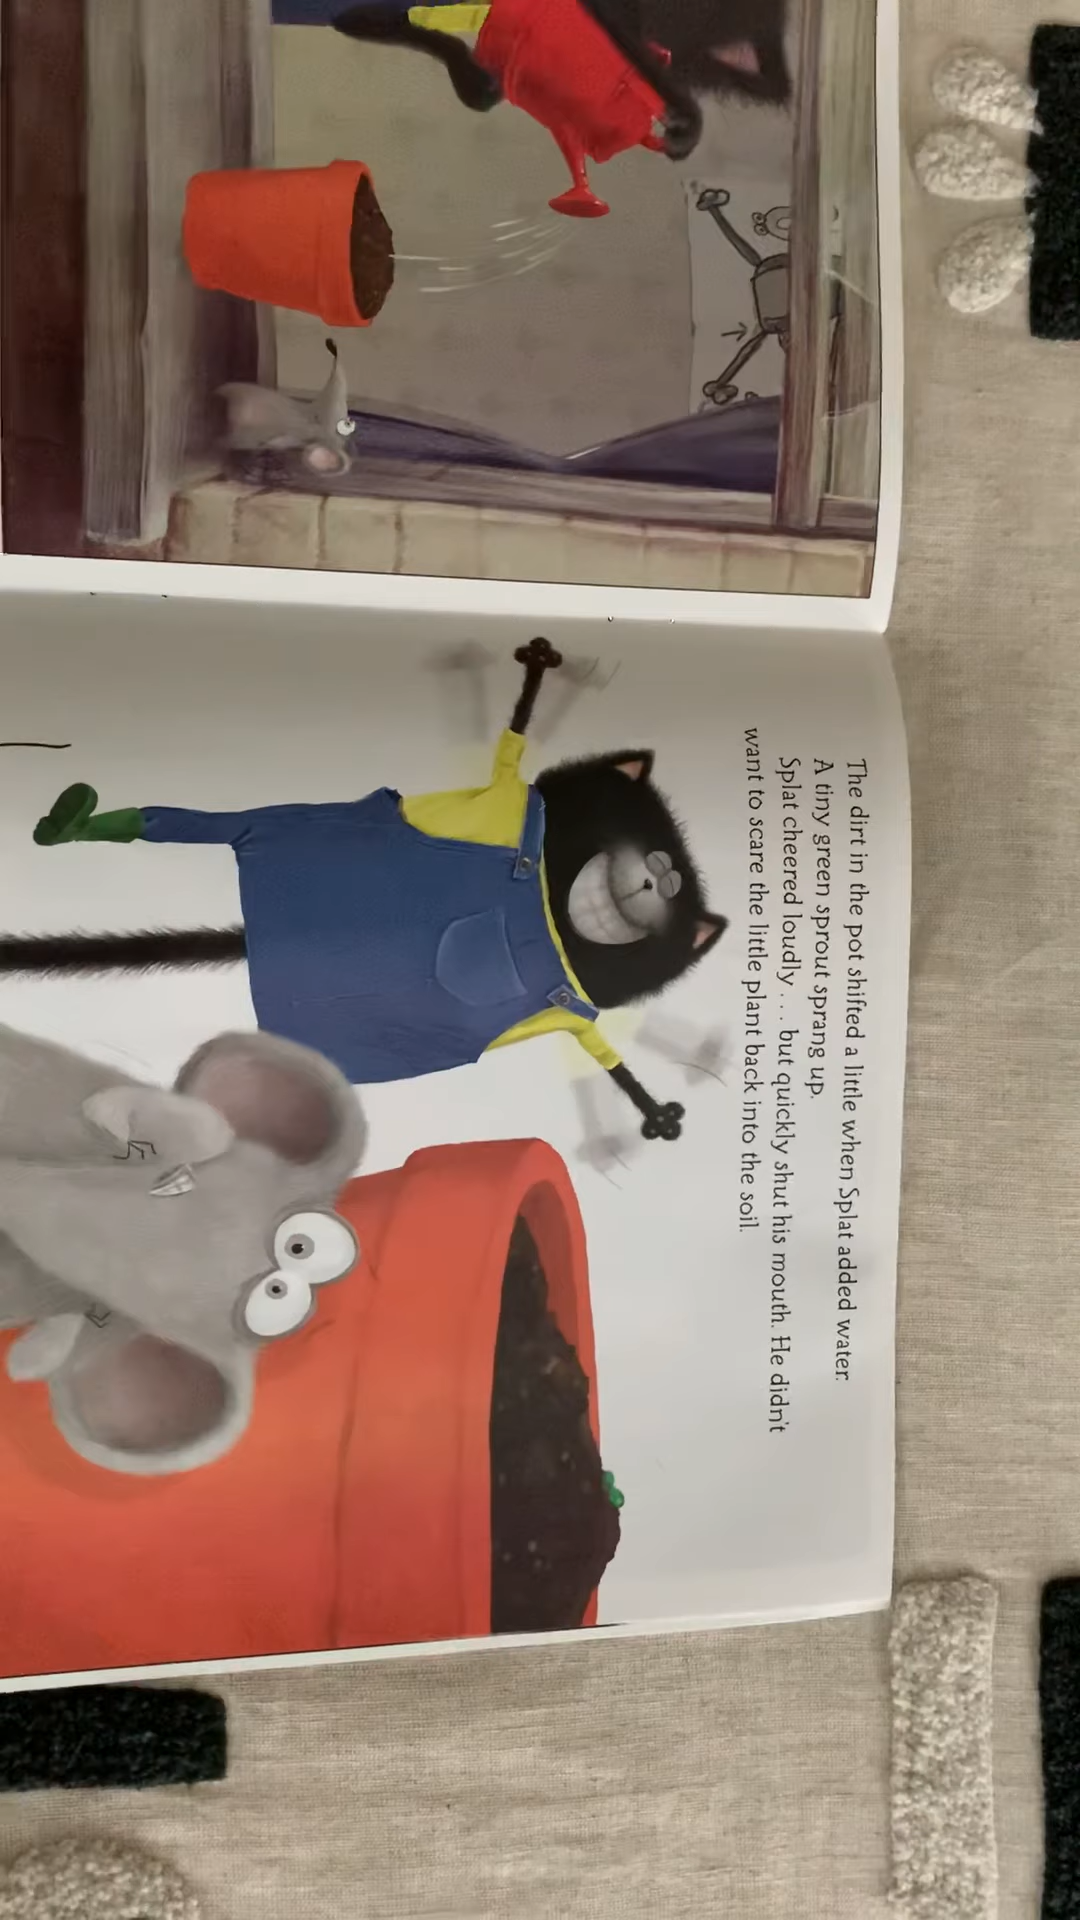 The dirt in the pot shifted a little when Splat added water.
A tiny green sprout sprang up.
Splat cheered loudly . . . but quickly shut his mouth. He didn't
want to scare the little plant back into the soil.